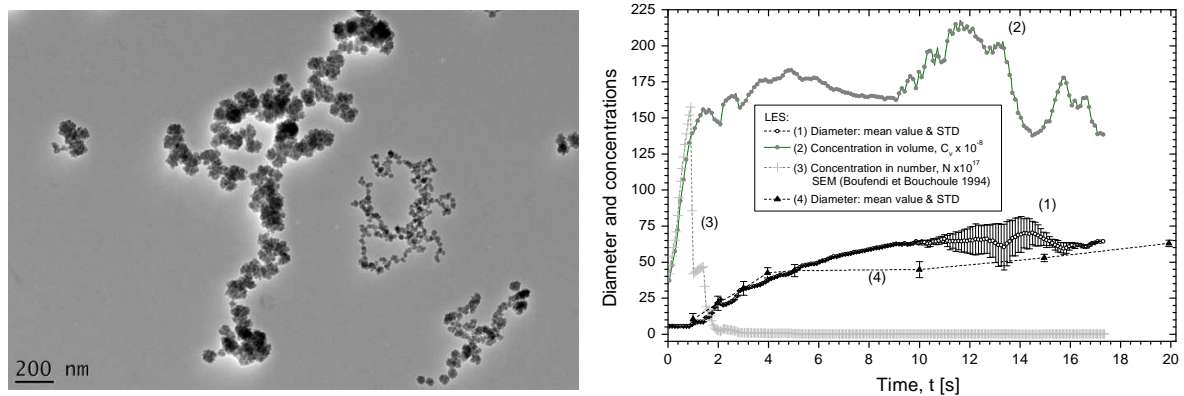 200 nm
Diameter and concentrations
225
200
175
150
125
100
75
50
25
0
(2)
LES:
(1) Diameter: mean value & STD
(2) Concentration in volume, Cᵥ x 10⁻⁸
(3) Concentration in number, N x10¹⁷
SEM (Boufendi et Bouchoule 1994)
(4) Diameter: mean value & STD
(3)
(1)
(4)
0 2 4 6 8 10 12 14 16 18 20
Time, t [s]